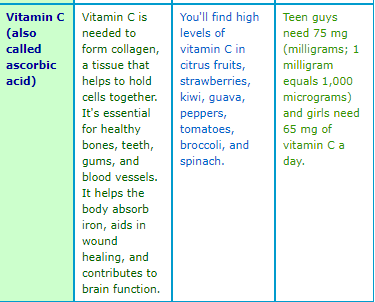 Vitamin C
(also
called
ascorbic
acid)
Vitamin C is
needed to
form collagen,
a tissue that
helps to hold
cells together.
It's essential
for healthy
bones, teeth,
gums, and
blood vessels.
It helps the
body absorb
iron, aids in
wound
healing, and
contributes to
brain function.
You'll find high
levels of
vitamin C in
citrus fruits,
strawberries,
kiwi, guava,
peppers,
tomatoes,
broccoli, and
spinach.
Teen guys
need 75 mg
(milligrams; 1
milligram
equals 1,000
micrograms)
and girls need
65 mg of
vitamin C a
day.